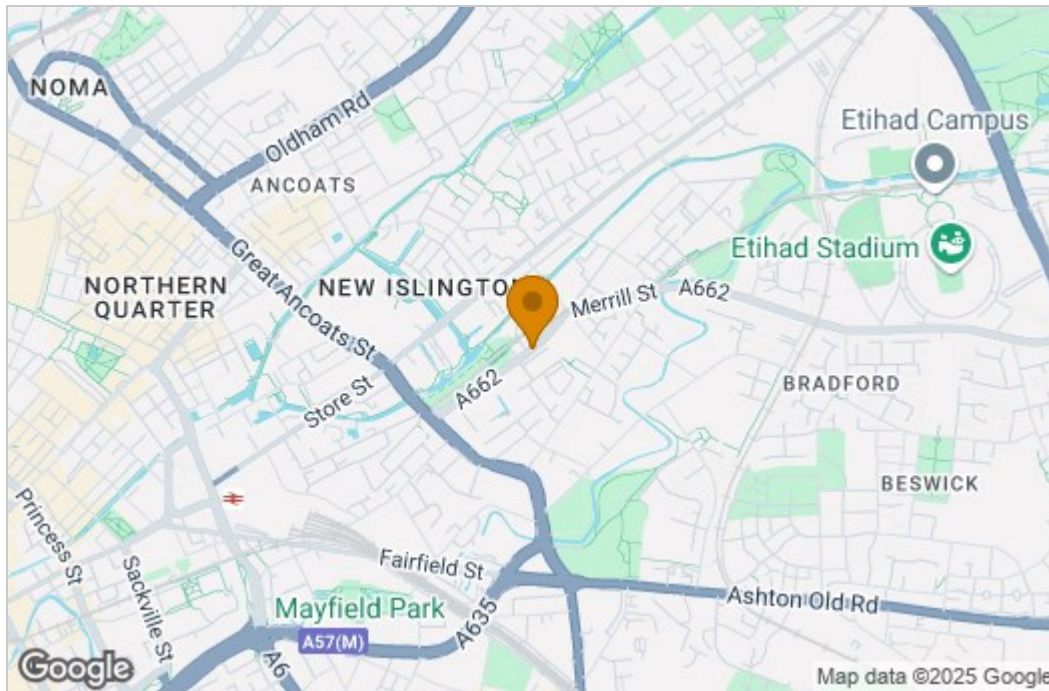 NOMA
Oldham Rd
ANCOATS
Etihad Campus
Etihad Stadium
Great Ancoats St
NORTHERN
QUARTER
NEW ISLINGTON
Merrill St
A662
A662
Store St
BRADFORD
BESWICK
Princess St
Sackville St
Fairfield St
Mayfield Park
A635
Ashton Old Rd
A57(M)
A6
Google
Map data ©2025 Google